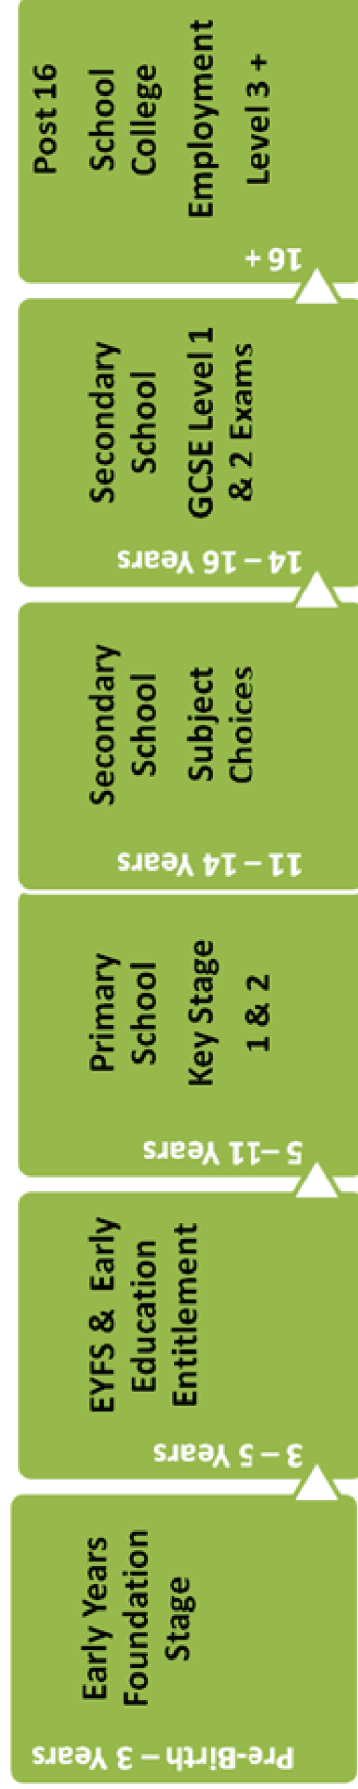 Pre-Birth – 3 Years
Early Years
Foundation
Stage
3 – 5 Years
EYFS & Early
Education
Entitlement
5 –11 Years
Primary
School
Key Stage
1 & 2
11 – 14 Years
Secondary
School
Subject
Choices
14 – 16 Years
Secondary
School
GCSE Level 1
& 2 Exams
16 +
Post 16
School
College
Employment
Level 3 +